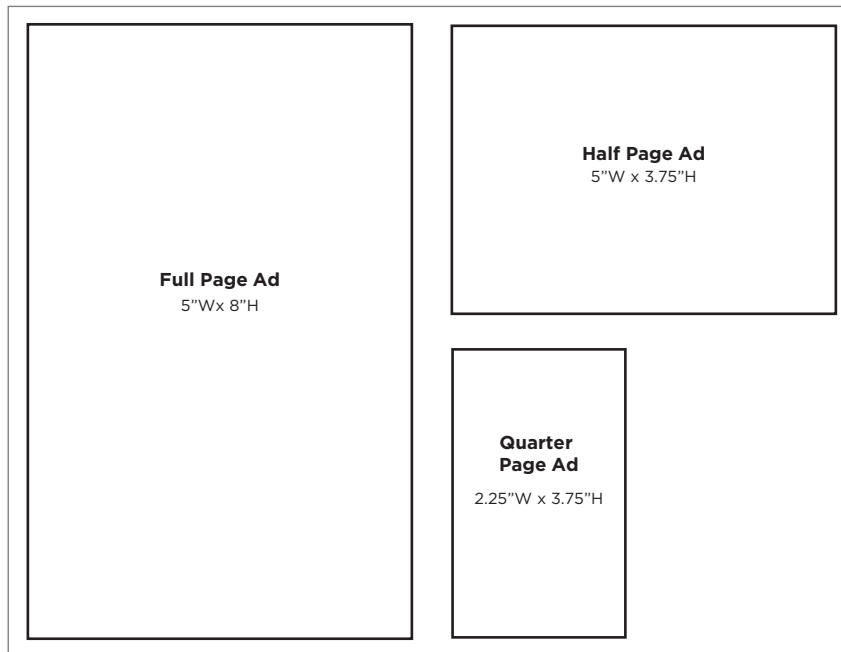 Full Page Ad
5”Wx 8”H
Half Page Ad
5”W x 3.75”H
Quarter
Page Ad
2.25”W x 3.75”H